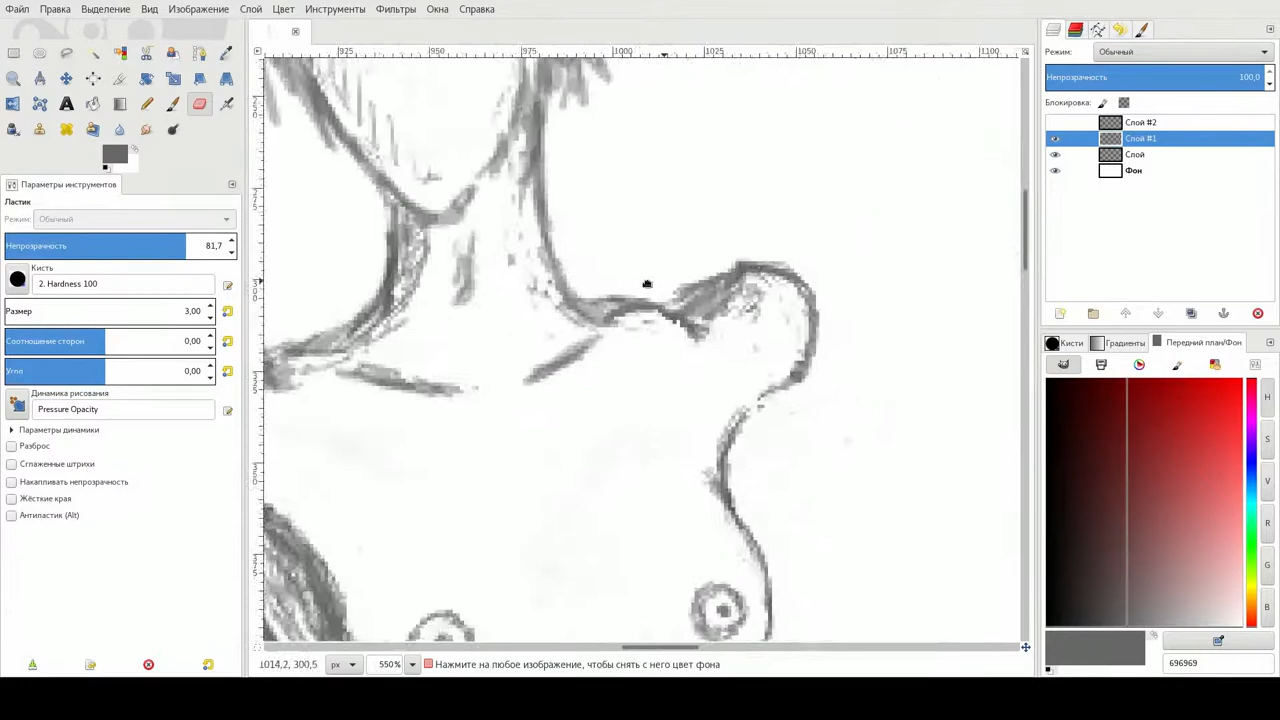 Файл Правка Выделение Вид Изображение Слой Цвет Инструменты Фильтры Окна Справка
925 950 975 1000 1025 1050 1075 1100
Режим: Обычный
Непрозрачность 100,0
Блокировка:
Слой #2
Слой #1
Слой
Фон
Параметры инструментов
Ластик
Режим: Обычный
Непрозрачность 81,7
Кисть
2. Hardness 100
Размер 3,00
Соотношение сторон 0,00
Угол 0,00
Динамика рисования
Pressure Opacity
Параметры динамики
Разброс
Сглаженные штрихи
Накапливать непрозрачность
Жёсткие края
Антиластик (Alt)
Кисти Градиенты Передний план/Фон
H
S
V
R
G
B
696969
1014,2, 300,5 px 550% Нажмите на любое изображение, чтобы снять с него цвет фона